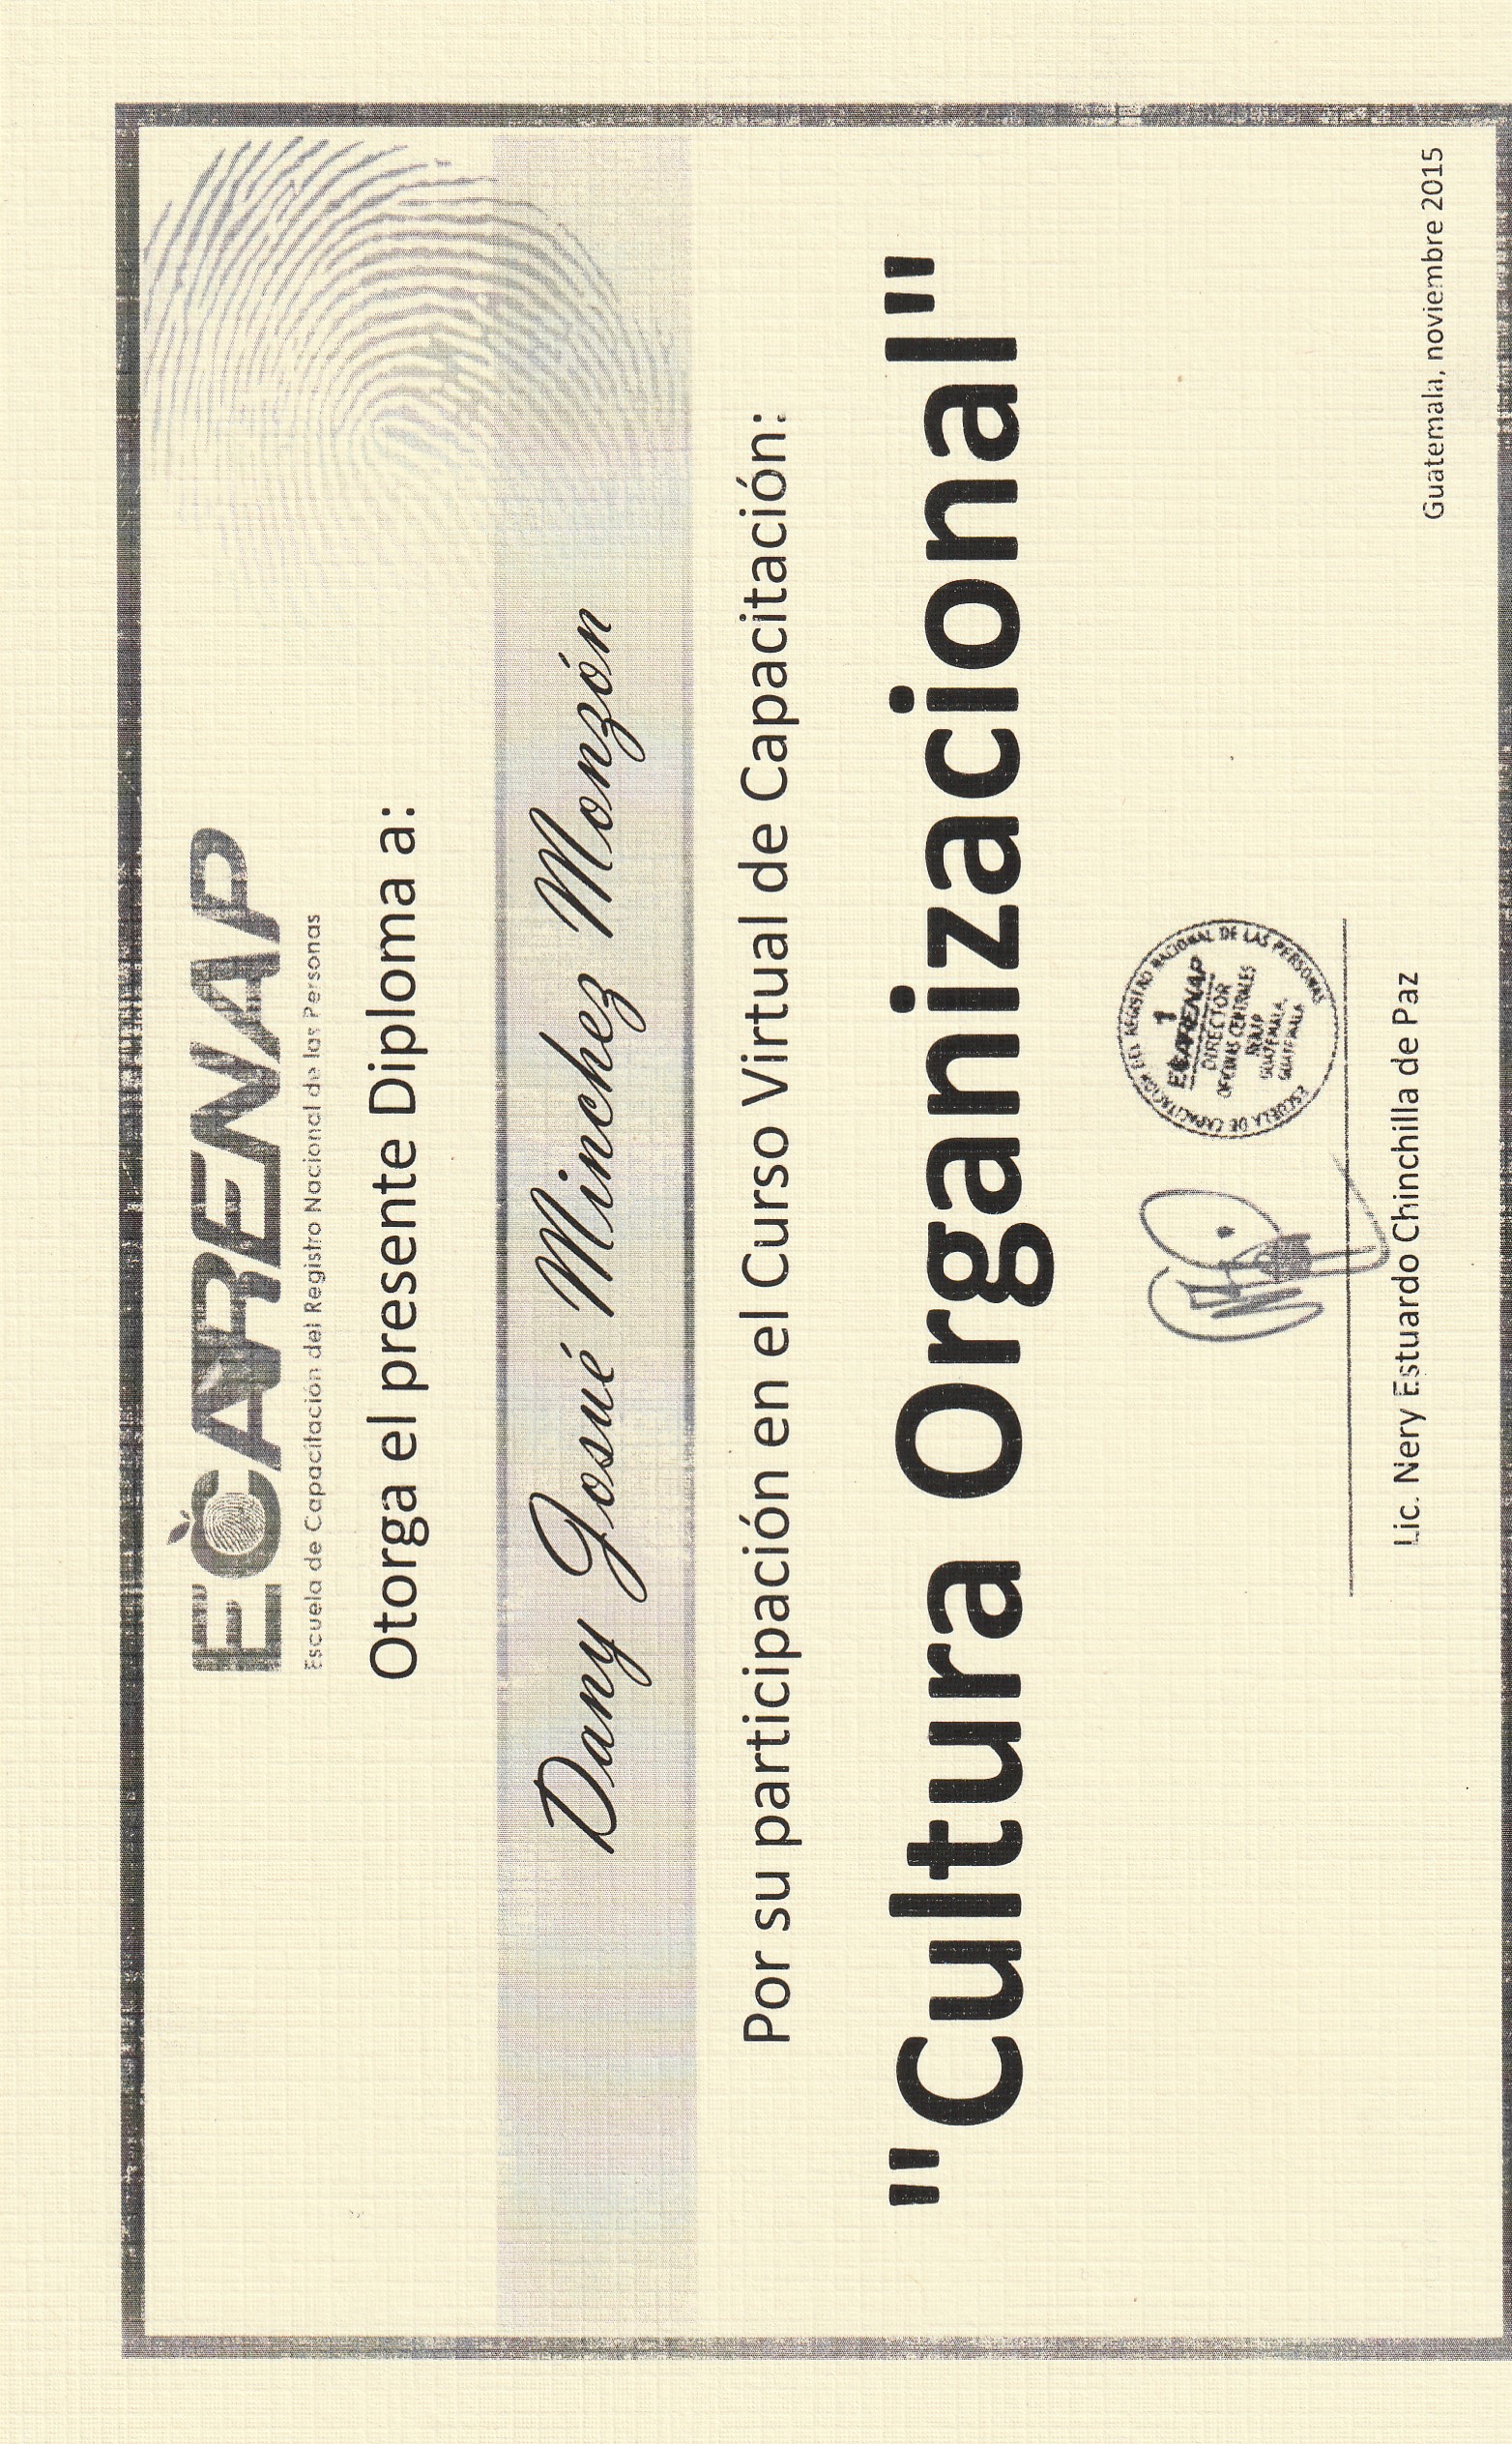 ECARENAP
Escuela de Capacitación del Registro Nacional de las Personas
Otorga el presente Diploma a:
Dany Josué Minchez Monzón
Por su participación en el Curso Virtual de Capacitación:
"Cultura Organizacional"
ESCUELA DE CAPACITACION DEL REGISTRO NACIONAL DE LAS PERSONAS
1
ECARENAP
DIRECTOR
OFICINAS CENTRALES
RENAP
GUATEMALA,
GUATEMALA
Lic. Nery Estuardo Chinchilla de Paz
Guatemala, noviembre 2015